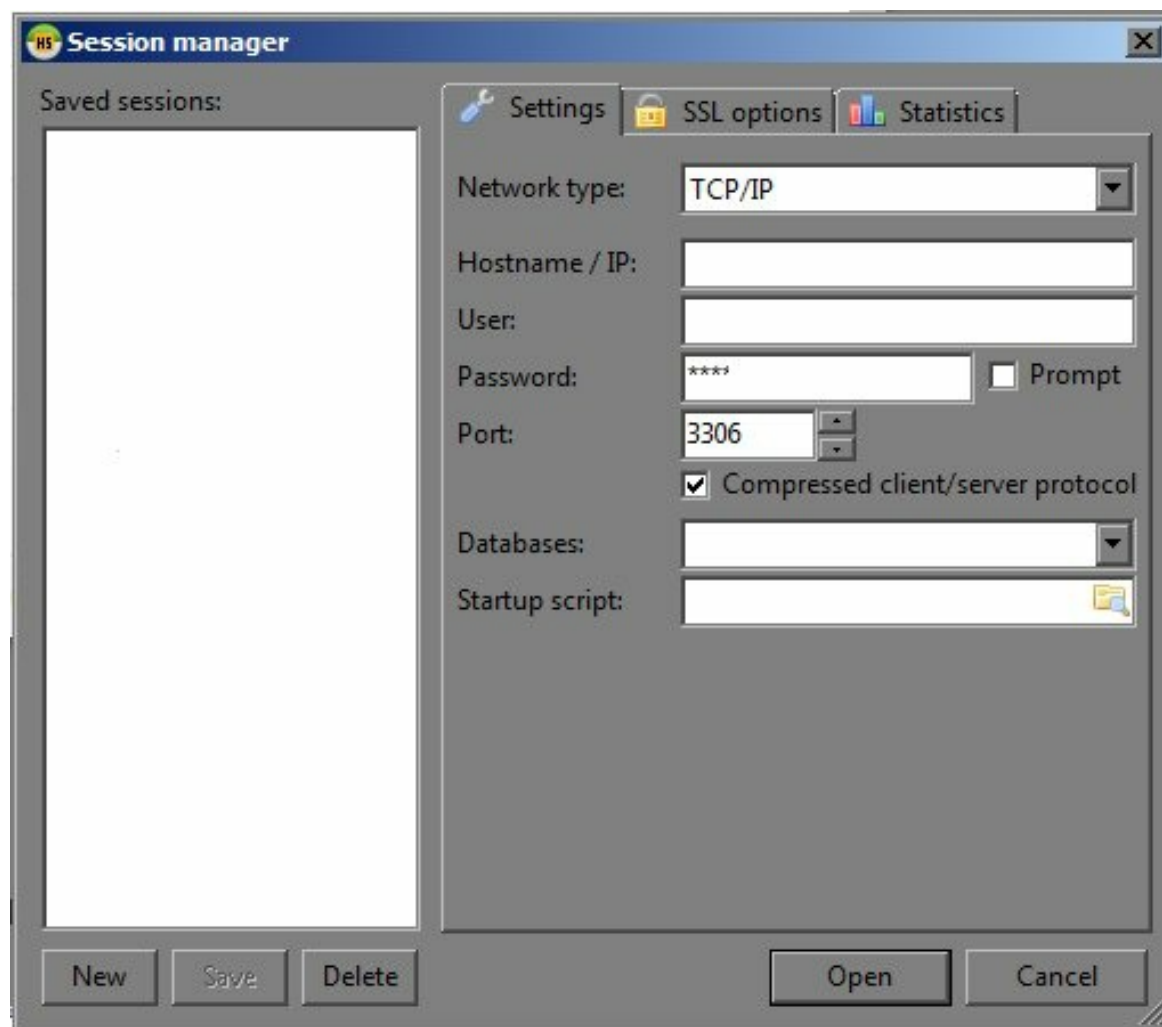 HS Session manager
Saved sessions:
Settings
SSL options
Statistics
Network type:
TCP/IP
Hostname / IP:
User:
Password:
****
Prompt
Port:
3306
Compressed client/server protocol
Databases:
Startup script:
New
Save
Delete
Open
Cancel